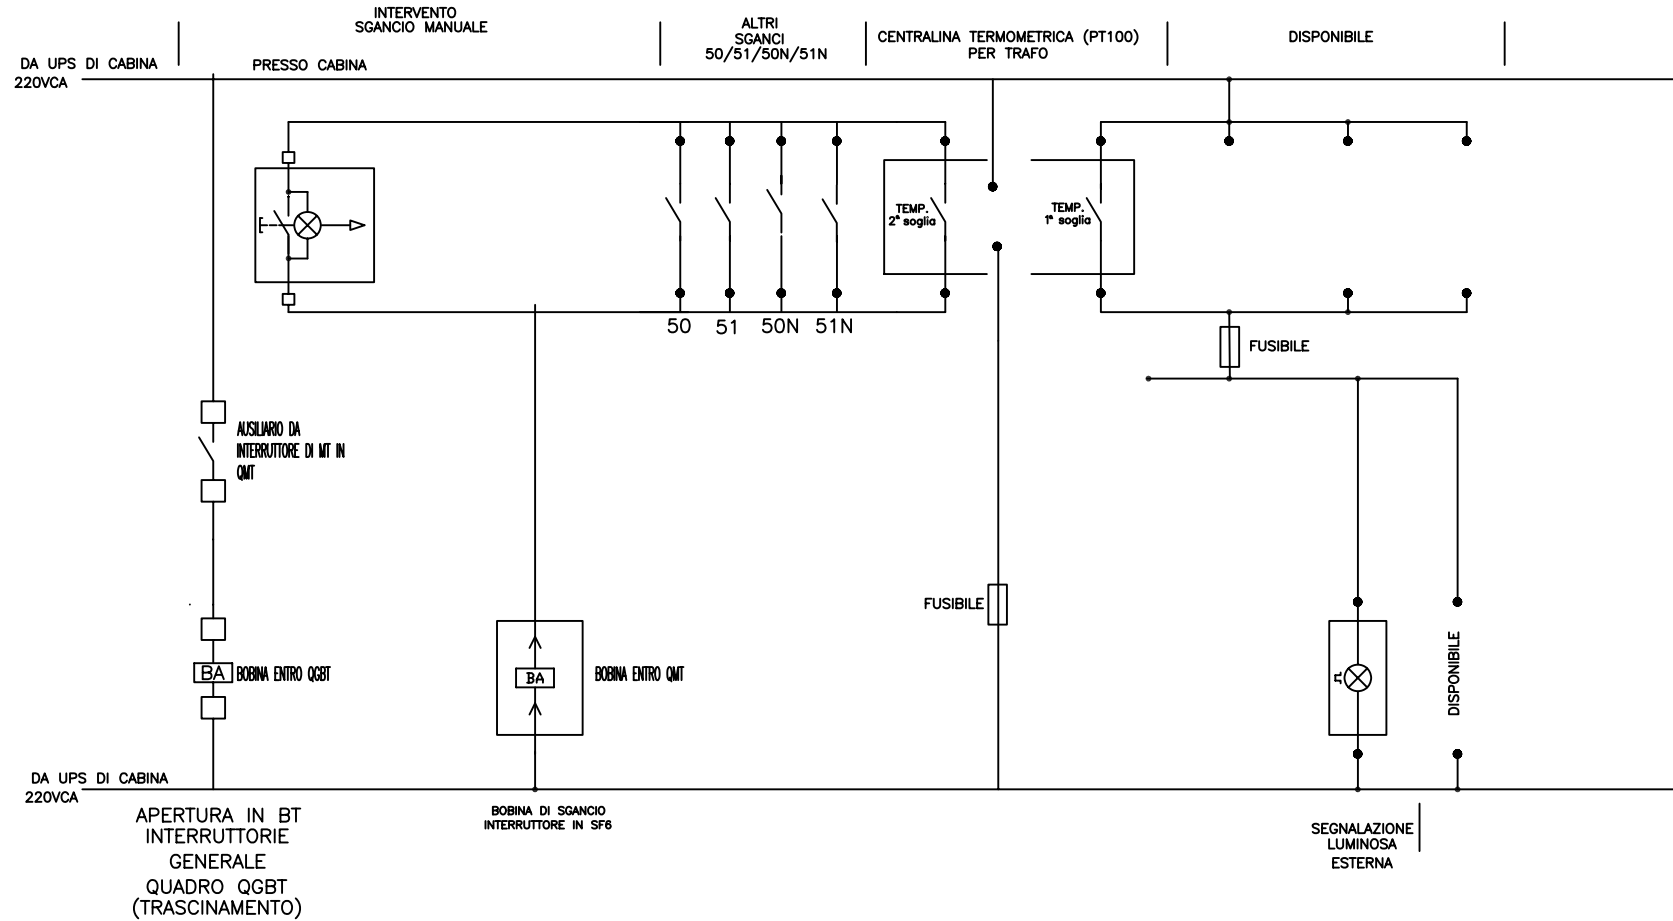 INTERVENTO
SGANCIO MANUALE
ALTRI
SGANCI
50/51/50N/51N
CENTRALINA TERMOMETRICA (PT100)
PER TRAFO
DISPONIBILE
DA UPS DI CABINA
220VCA
PRESSO CABINA
TEMP.
2ª soglia
TEMP.
1ª soglia
50
51
50N
51N
FUSIBILE
AUSILIARIO DA
INTERRUTTORE DI MT IN
QMT
FUSIBILE
BA
BOBINA ENTRO QGBT
BA
BOBINA ENTRO QMT
DISPONIBILE
DA UPS DI CABINA
220VCA
APERTURA IN BT
INTERRUTTORIE
GENERALE
QUADRO QGBT
(TRASCINAMENTO)
BOBINA DI SGANCIO
INTERRUTTORE IN SF6
SEGNALAZIONE
LUMINOSA
ESTERNA